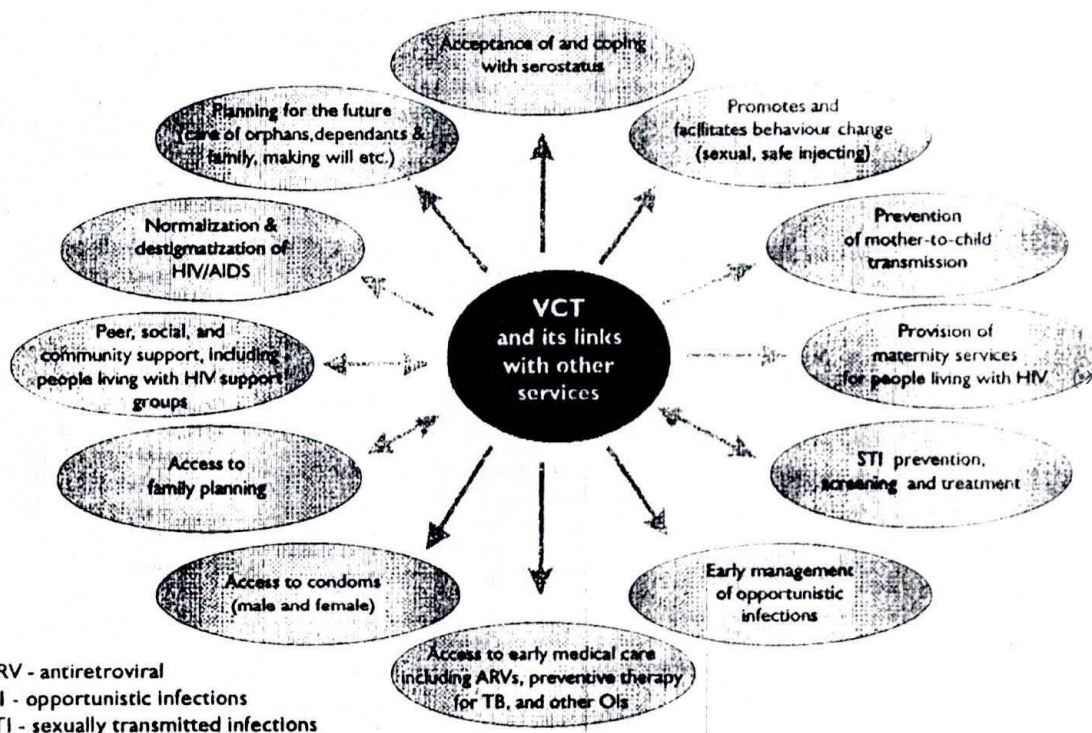 Acceptance of and coping
with serostatus
Promotes and
facilitates behaviour change
(sexual, safe injecting)
Prevention
of mother-to-child
transmission
Provision of
maternity services
for people living with HIV
STI prevention,
screening and treatment
Early management
of opportunistic
infections
Access to early medical care
including ARVs, preventive therapy
for TB, and other OIs
Access to condoms
(male and female)
Access to
family planning
Peer, social, and
community support, including
people living with HIV support
groups
Normalization &
destigmatization of
HIV/AIDS
Planning for the future
(care of orphans, dependants &
family, making will etc.)
VCT
and its links
with other
services
RV - antiretroviral
I - opportunistic infections
TI - sexually transmitted infections